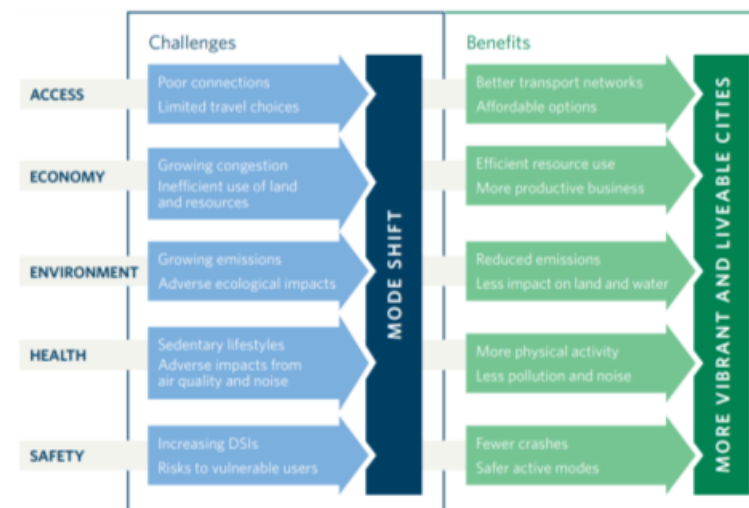 Challenges
Benefits
ACCESS
Poor connections
Limited travel choices
Better transport networks
Affordable options
ECONOMY
Growing congestion
Inefficient use of land
and resources
Efficient resource use
More productive business
ENVIRONMENT
Growing emissions
Adverse ecological impacts
Reduced emissions
Less impact on land and water
HEALTH
Sedentary lifestyles
Adverse impacts from
air quality and noise
More physical activity
Less pollution and noise
SAFETY
Increasing DSIs
Risks to vulnerable users
Fewer crashes
Safer active modes
MODE SHIFT
MORE VIBRANT AND LIVEABLE CITIES